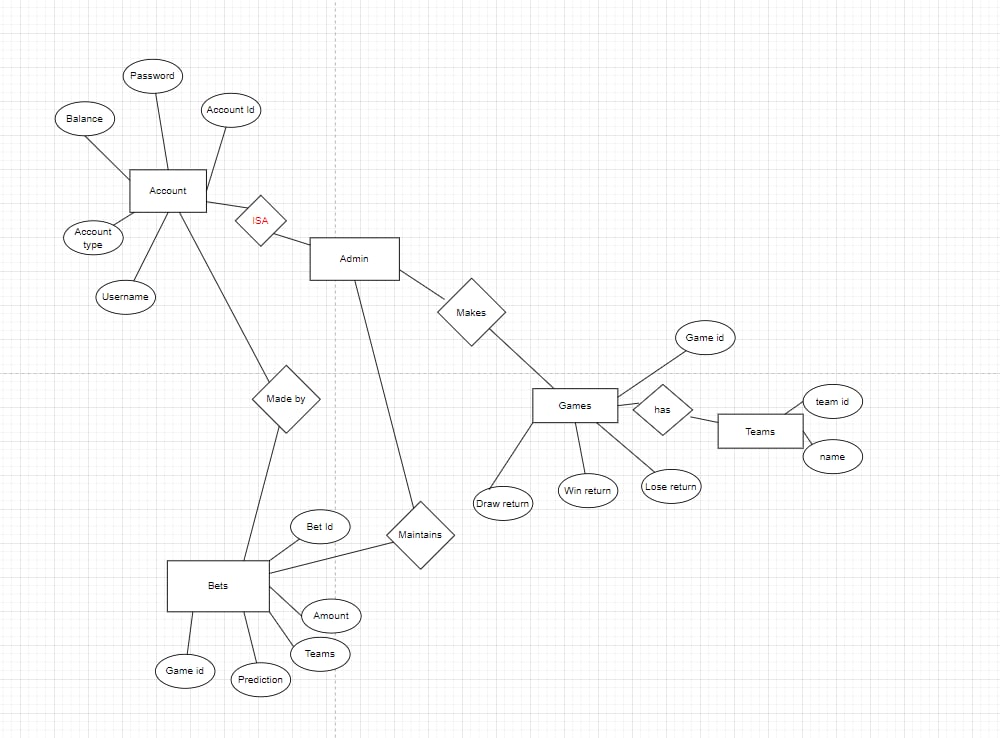 Password
Account Id
Balance
Account
ISA
Account
type
Admin
Username
Makes
Game id
Made by
Games
has
team id
Teams
name
Draw return
Win return
Lose return
Bet Id
Maintains
Bets
Amount
Teams
Game id
Prediction